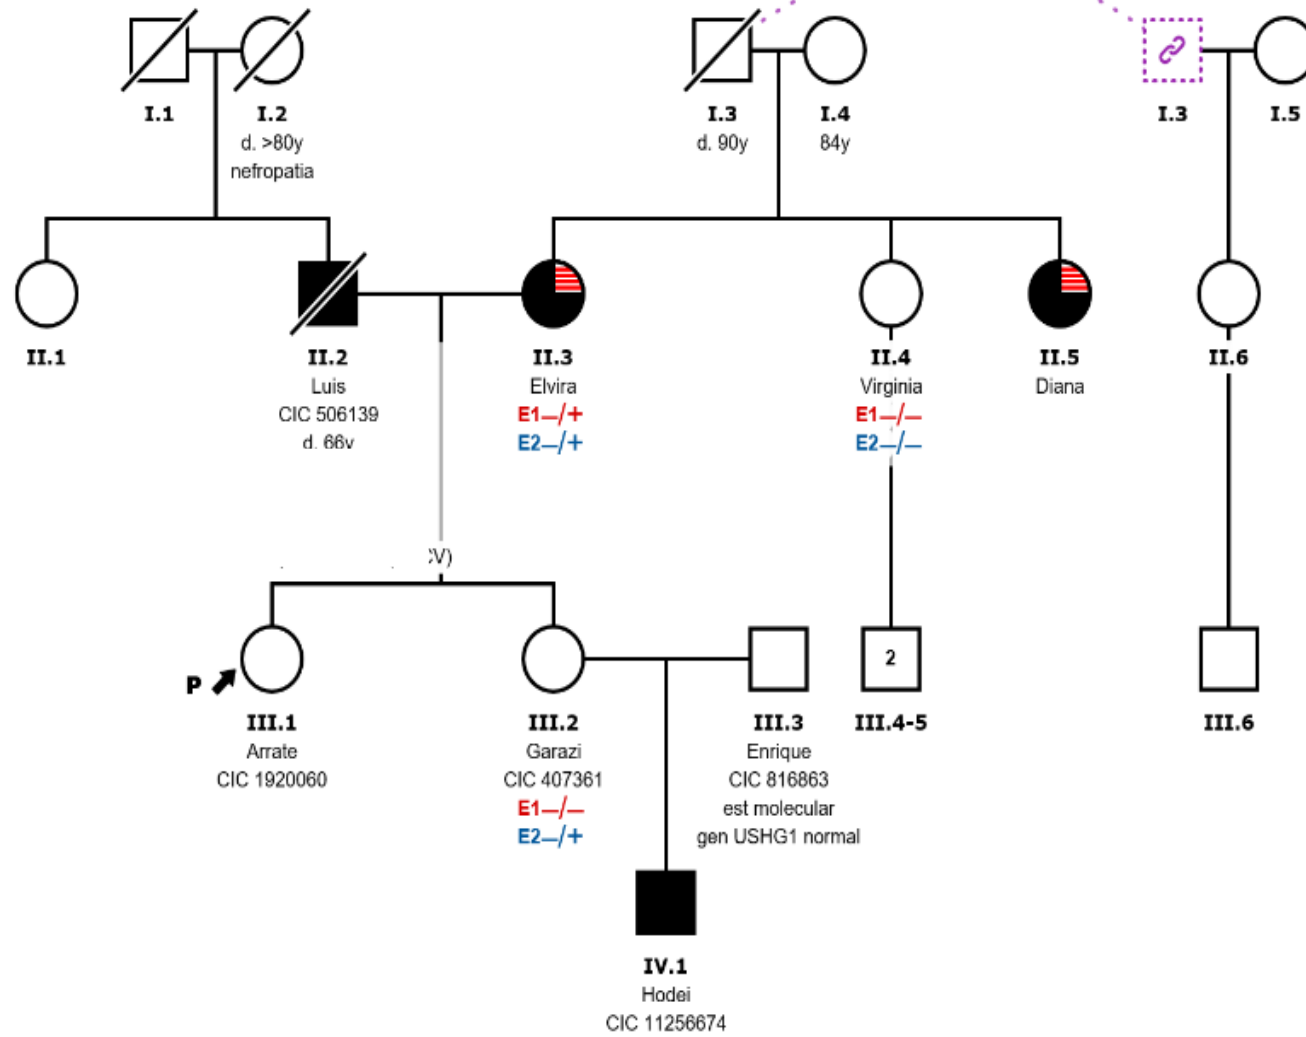 I.1
I.2
d. >80y
nefropatia
I.3
d. 90y
I.4
84y
I.3
I.5
II.1
II.2
Luis
CIC 506139
d. 66y
II.3
Elvira
E1–/+
E2–/+
II.4
Virginia
E1–/–
E2–/–
II.5
Diana
II.6
V)
P
III.1
Arrate
CIC 1920060
III.2
Garazi
CIC 407361
E1–/–
E2–/+
III.3
Enrique
CIC 816863
est molecular
gen USHG1 normal
2
III.4-5
III.6
IV.1
Hodei
CIC 11256674